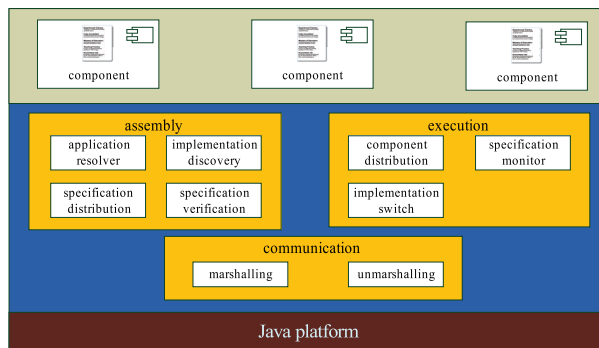 component
component
component
assembly
application
resolver
implementation
discovery
specification
distribution
specification
verification
execution
component
distribution
specification
monitor
implementation
switch
communication
marshalling
unmarshalling
Java platform